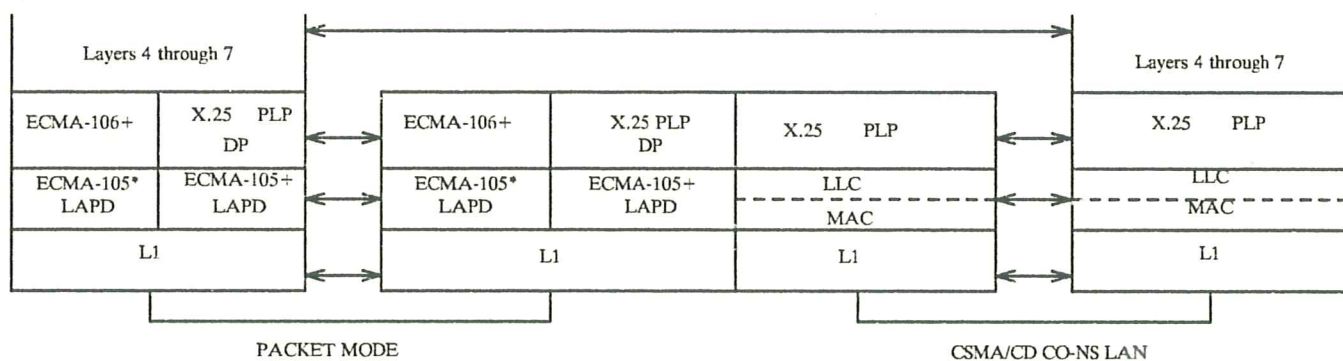 Layers 4 through 7
Layers 4 through 7
ECMA-106+
X.25 PLP
DP
ECMA-106+
X.25 PLP
DP
X.25 PLP
X.25 PLP
ECMA-105*
LAPD
ECMA-105+
LAPD
ECMA-105*
LAPD
ECMA-105+
LAPD
LLC
MAC
LLC
MAC
L1
L1
L1
L1
PACKET MODE
CSMA/CD CO-NS LAN